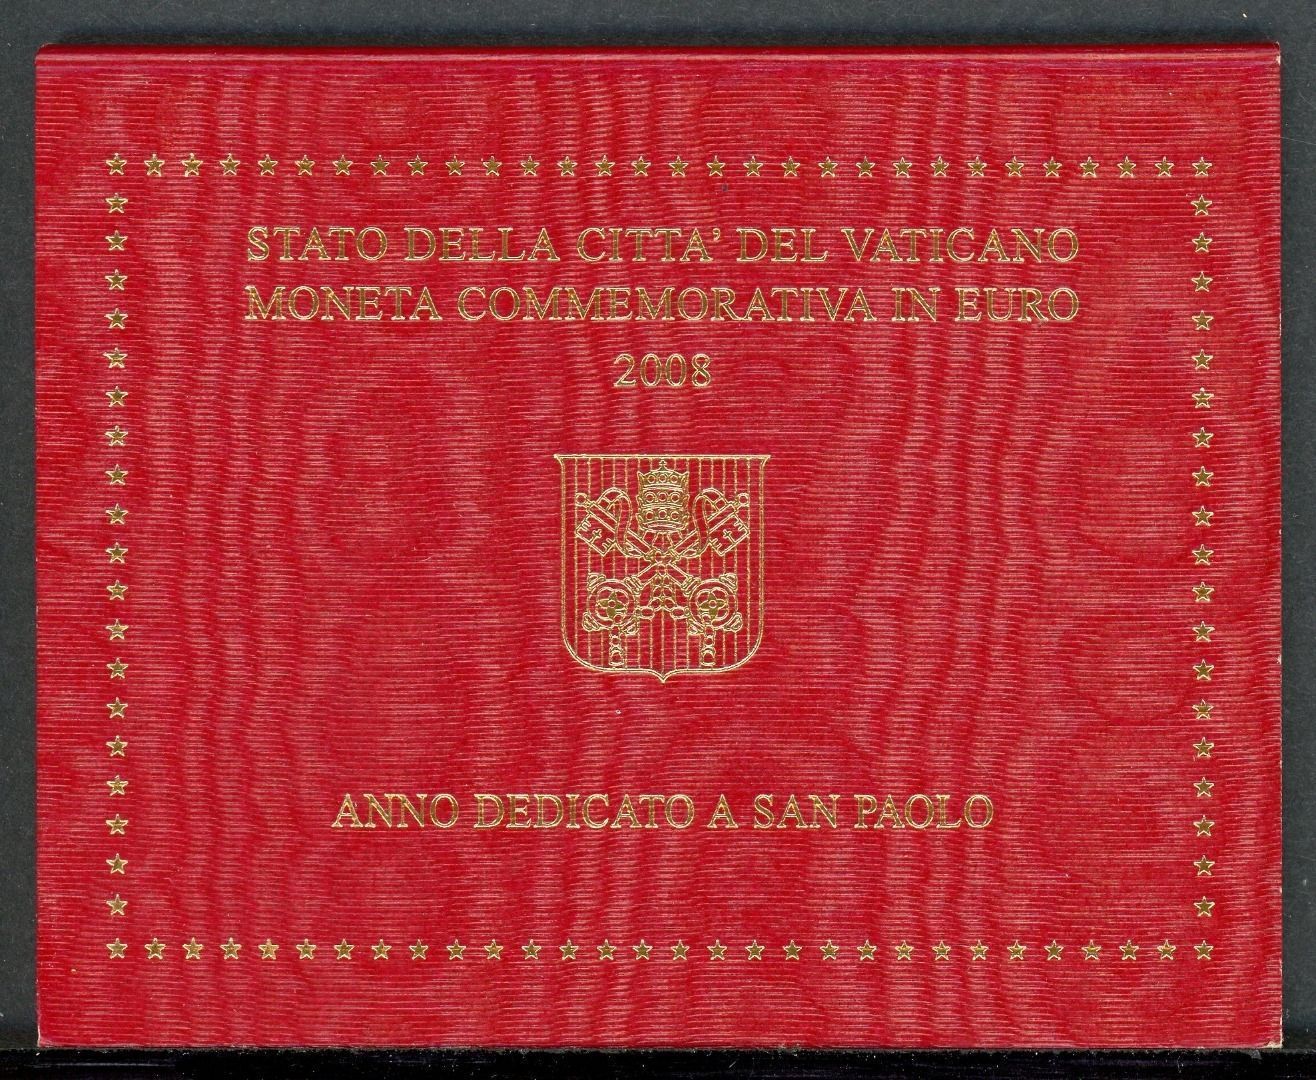 STATO DELLA CITTA' DEL VATICANO
MONETA COMMEMORATIVA IN EURO
2008
ANNO DEDICATO A SAN PAOLO